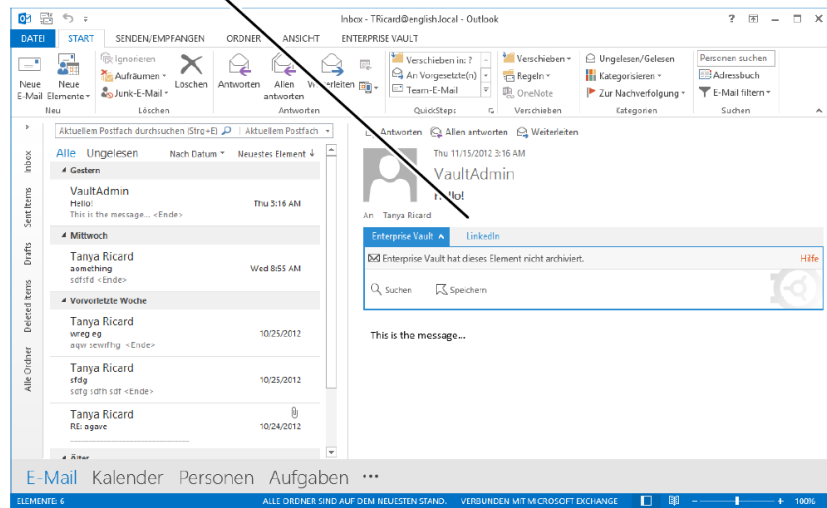 Inbox - TRicard@english.local - Outlook
DATEI START SENDEN/EMPFANGEN ORDNER ANSICHT ENTERPRISE VAULT
Neue E-Mail
Neue Elemente
Ignorieren
Aufräumen
Junk-E-Mail
Löschen
Antworten
Allen antworten
Verschieben in: ?
An Vorgesetzte(n)
Team-E-Mail
Verschieben
Regeln
OneNote
Ungelesen/Gelesen
Kategorisieren
Zur Nachverfolgung
Personen suchen
Adressbuch
E-Mail filtern
Neu Löschen Antworten QuickSteps Verschieben Kategorien Suchen
Inbox
Sent Items
Drafts
Deleted Items
Alle Ordner
Aktuellem Postfach durchsuchen (Strg+E) Aktuellem Postfach
Alle Ungelesen Nach Datum Neuestes Element
Gestern
VaultAdmin
Hello! Thu 3:16 AM
This is the message... <Ende>
Mittwoch
Tanya Ricard
aomething Wed 8:55 AM
sdfsfd <Ende>
Vorvorletzte Woche
Tanya Ricard
wreg eg 10/25/2012
<Ende>
Tanya Ricard
sfdg 10/25/2012
sdfg sdfh sdf <Ende>
Tanya Ricard
RE: agave 10/24/2012
Älter
Antworten Allen antworten Weiterleiten
Thu 11/15/2012 3:16 AM
VaultAdmin
An Tanya Ricard
Enterprise Vault LinkedIn
Enterprise Vault hat dieses Element nicht archiviert. Hilfe
Suchen Speichern
This is the message...
E-Mail Kalender Personen Aufgaben •••
ELEMENTE: 6 ALLE ORDNER SIND AUF DEM NEUESTEN STAND. VERBUNDEN MIT MICROSOFT EXCHANGE 100%